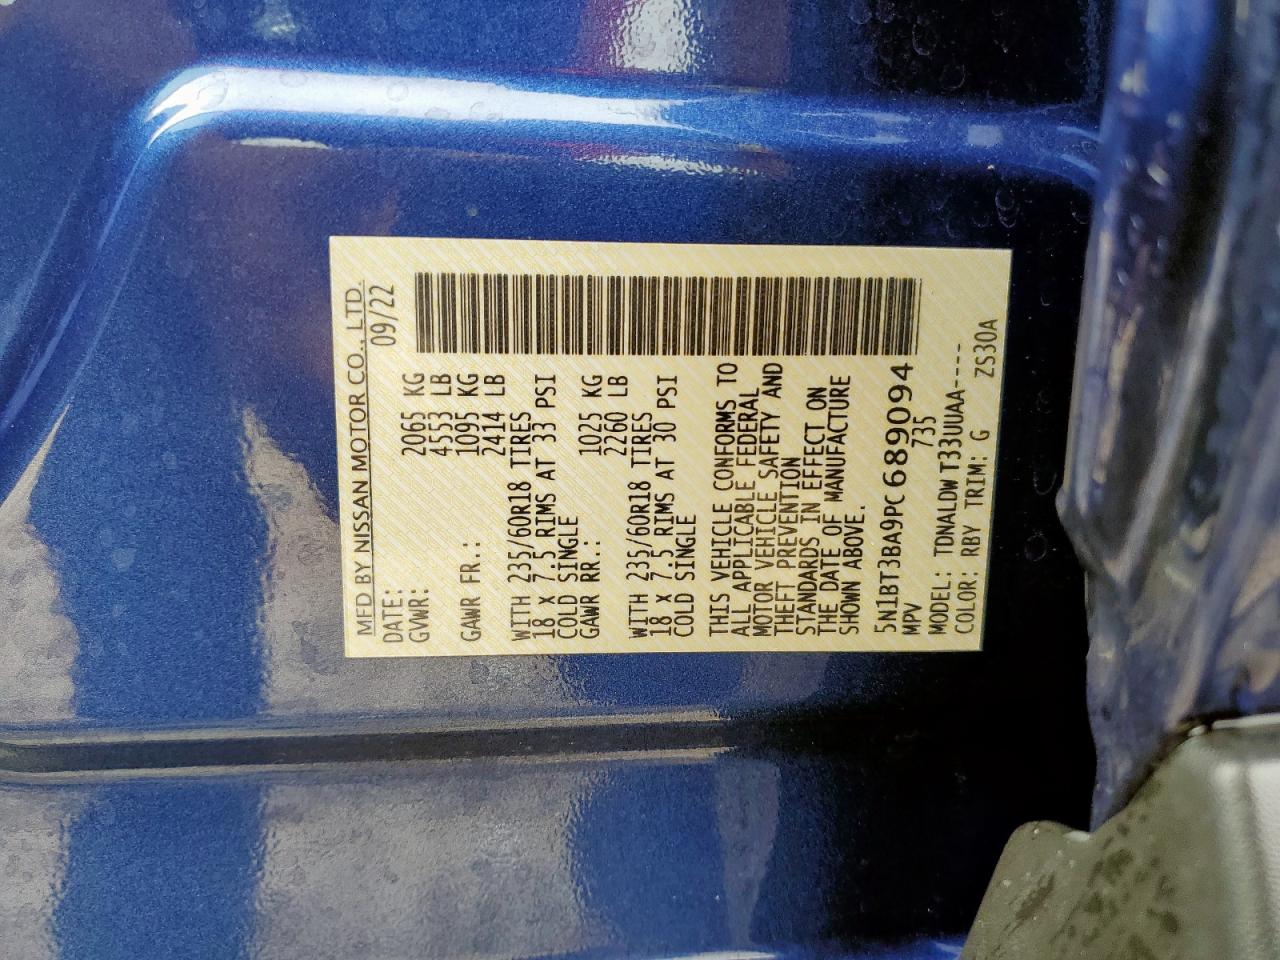 MFD BY NISSAN MOTOR CO., LTD.
DATE: 09/22
GVWR: 2065 KG
4553 LB
GAWR FR.: 1095 KG
2414 LB
WITH 235/60R18 TIRES
18 x 7.5 RIMS AT 33 PSI
COLD SINGLE
GAWR RR.: 1025 KG
2260 LB
WITH 235/60R18 TIRES
18 x 7.5 RIMS AT 30 PSI
COLD SINGLE
THIS VEHICLE CONFORMS TO
ALL APPLICABLE FEDERAL
MOTOR VEHICLE SAFETY AND
THEFT PREVENTION
STANDARDS IN EFFECT ON
THE DATE OF MANUFACTURE
SHOWN ABOVE.
5N1BT3BA9PC689094
MPV 735
MODEL: TDNALDW T33UUAA----
COLOR: RBY TRIM: G ZS30A